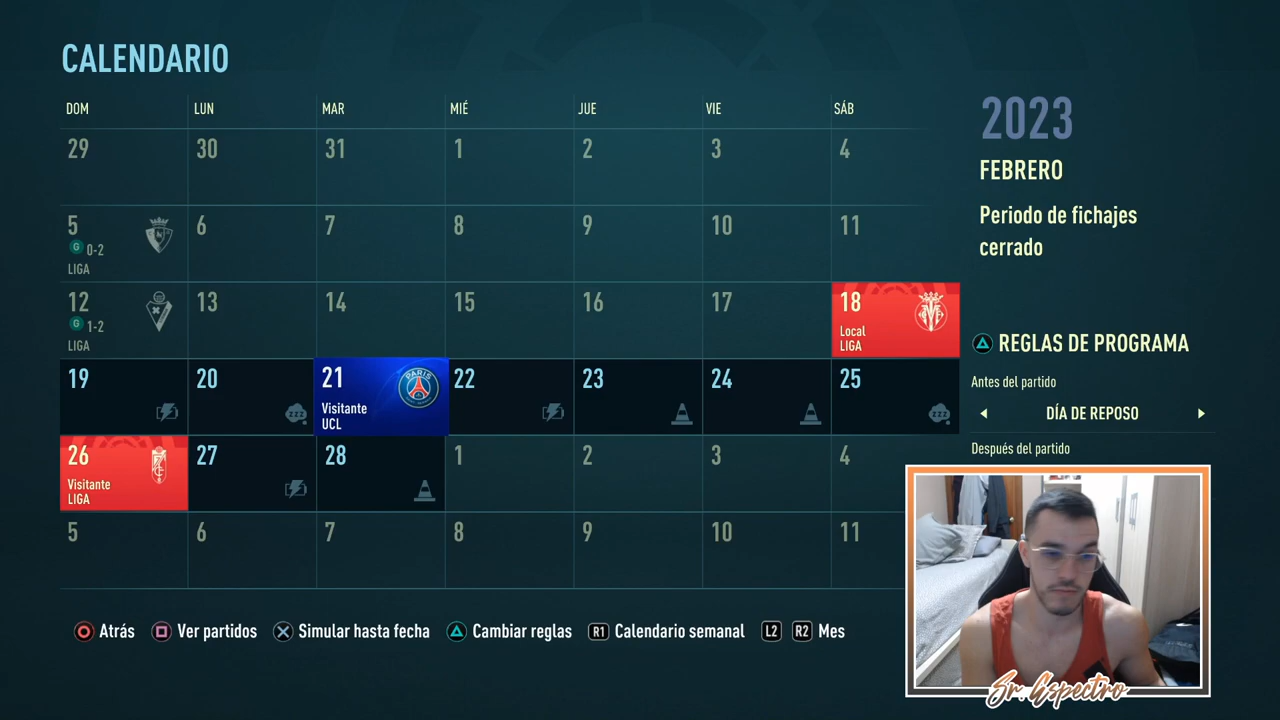 CALENDARIO
DOM LUN MAR MIÉ JUE VIE SÁB
29 30 31 1 2 3 4
5 6 7 8 9 10 11
G 0-2
LIGA
12 13 14 15 16 17 18
G 1-2
LIGA
Local
LIGA
19 20 21 22 23 24 25
zzz
PARIS
Visitante
UCL
zzz
26 27 28 1 2 3 4
Visitante
LIGA
5 6 7 8 9 10 11
2023
FEBRERO
Periodo de fichajes
cerrado
REGLAS DE PROGRAMA
Antes del partido
DÍA DE REPOSO
Después del partido
Atrás Ver partidos Simular hasta fecha Cambiar reglas R1 Calendario semanal L2 R2 Mes
Sr. Espectro